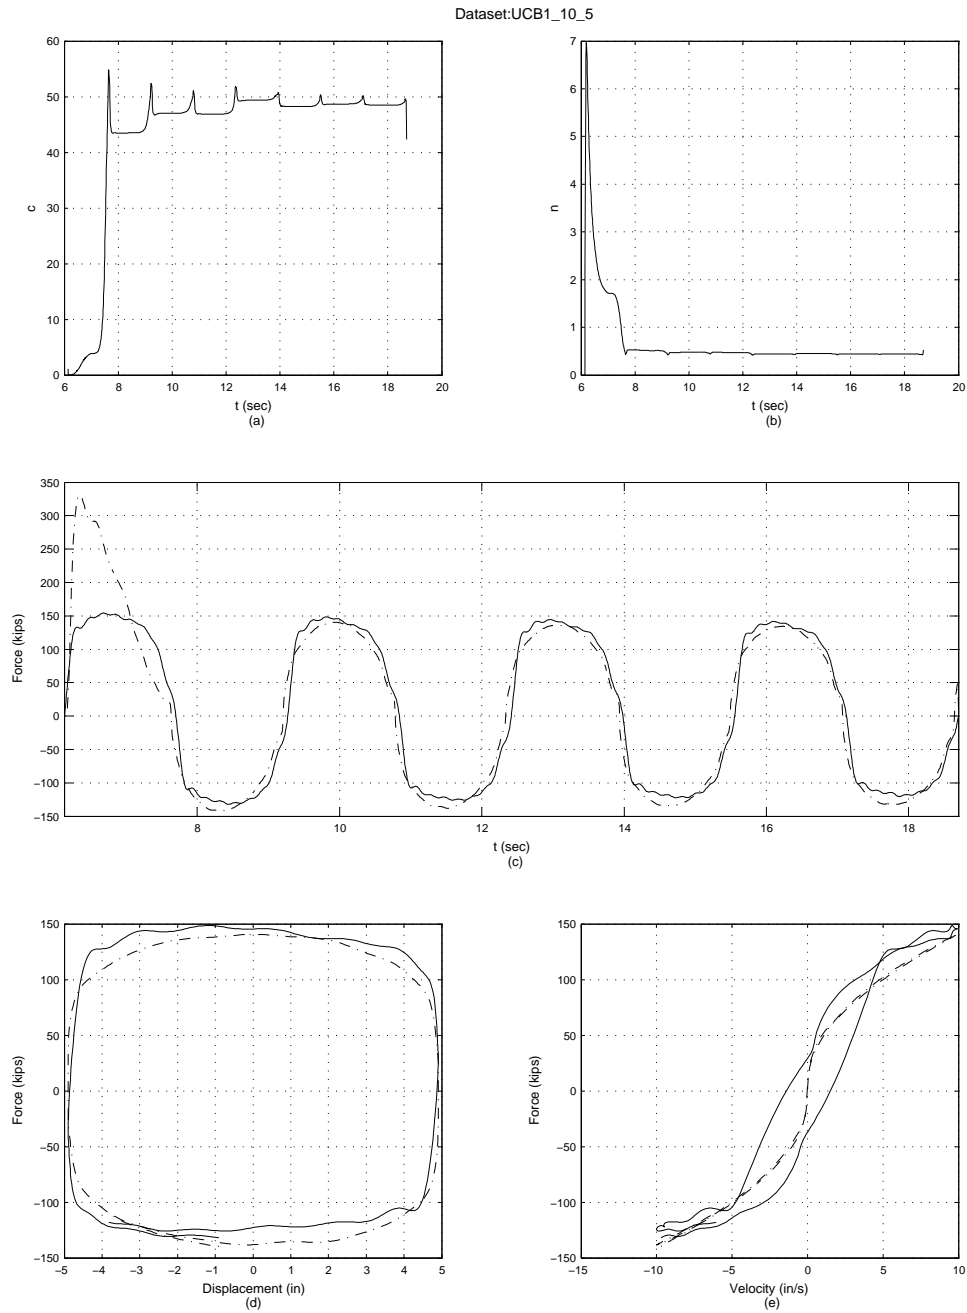 Dataset:UCB1_10_5
60
50
40
30
20
10
0
c
6 8 10 12 14 16 18 20
t (sec)
(a)
7
6
5
4
3
2
1
0
n
6 8 10 12 14 16 18 20
t (sec)
(b)
350
300
250
200
150
100
50
0
−50
−100
−150
Force (kips)
8 10 12 14 16 18
t (sec)
(c)
150
100
50
0
−50
−100
−150
Force (kips)
−5 −4 −3 −2 −1 0 1 2 3 4 5
Displacement (in)
(d)
150
100
50
0
−50
−100
−150
Force (kips)
−15 −10 −5 0 5 10
Velocity (in/s)
(e)